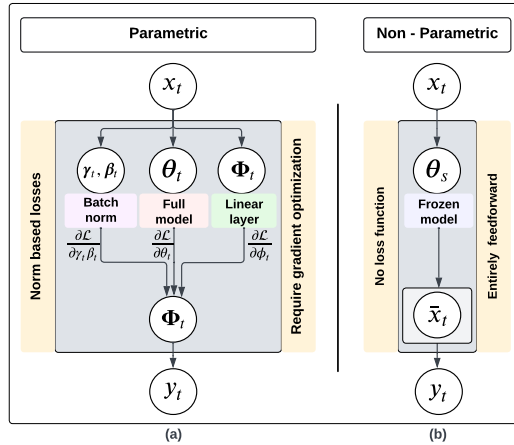 Parametric
Non - Parametric
x_t
x_t
Norm based losses
γ_t, β_t
θ_t
Φ_t
Require gradient optimization
Batch norm
Full model
Linear layer
∂ℒ/∂γ_t β_t
∂ℒ/∂θ_t
∂ℒ/∂ϕ_t
Φ_t
y_t
(a)
No loss function
θ_s
Entirely feedforward
Frozen model
x̄_t
y_t
(b)